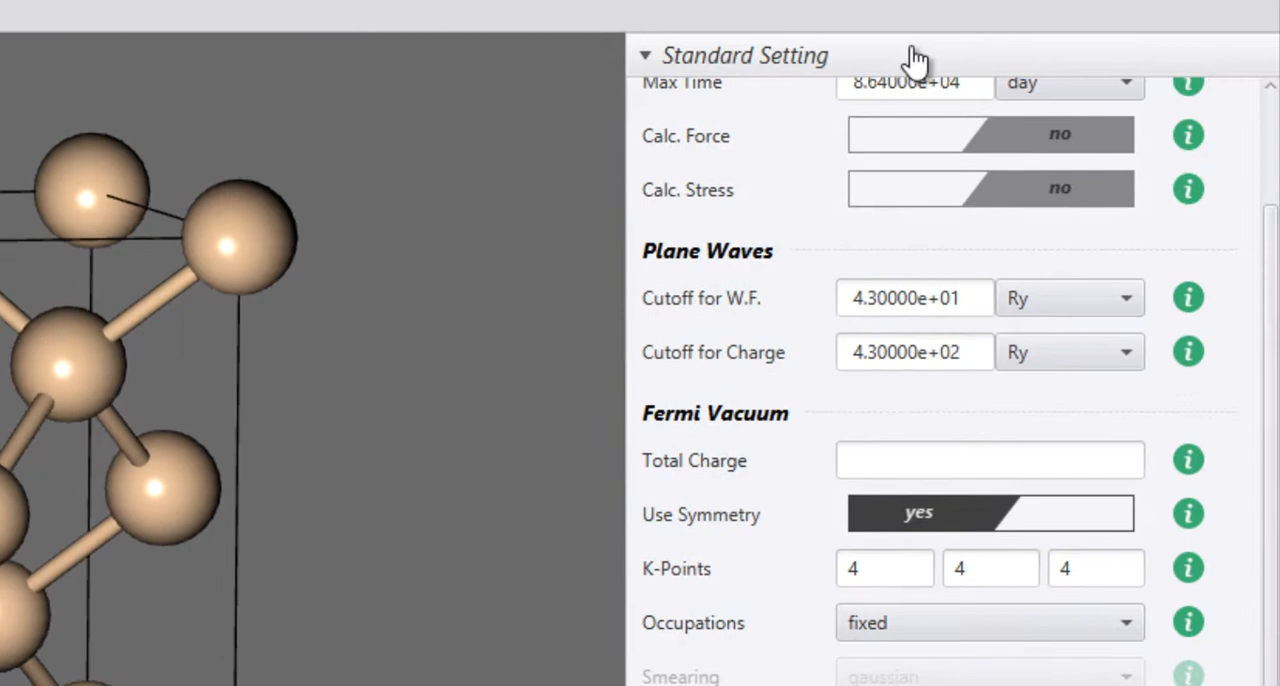 Standard Setting
Max Time 8.64000e+04 day
Calc. Force no
Calc. Stress no
Plane Waves
Cutoff for W.F. 4.30000e+01 Ry
Cutoff for Charge 4.30000e+02 Ry
Fermi Vacuum
Total Charge
Use Symmetry yes
K-Points 4 4 4
Occupations fixed
Smearing gaussian